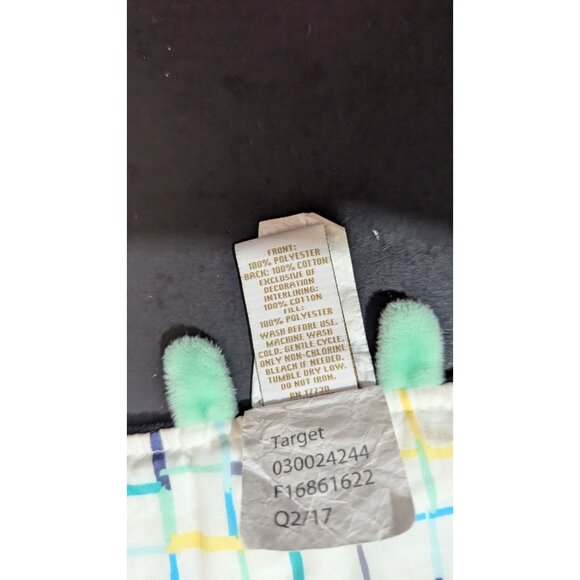 FRONT:
100% POLYESTER
BACK: 100% COTTON
EXCLUSIVE OF
DECORATION
INTERLINING:
100% COTTON
FILL:
100% POLYESTER
WASH BEFORE USE.
MACHINE WASH
COLD, GENTLE CYCLE.
ONLY NON-CHLORINE
BLEACH IF NEEDED.
TUMBLE DRY LOW.
DO NOT IRON.
RN
Target
030024244
F16861622
Q2/17